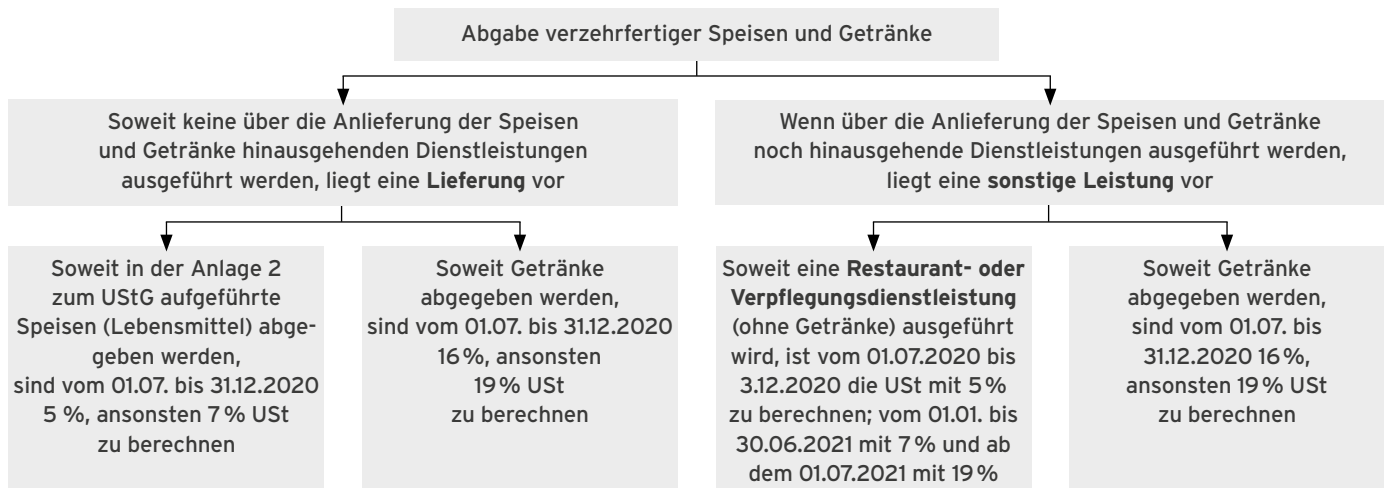 Abgabe verzehrfertiger Speisen und Getränke
Soweit keine über die Anlieferung der Speisen
und Getränke hinausgehenden Dienstleistungen
ausgeführt werden, liegt eine Lieferung vor
Wenn über die Anlieferung der Speisen und Getränke
noch hinausgehende Dienstleistungen ausgeführt werden,
liegt eine sonstige Leistung vor
Soweit in der Anlage 2
zum UStG aufgeführte
Speisen (Lebensmittel) abge-
geben werden,
sind vom 01.07. bis 31.12.2020
5 %, ansonsten 7 % USt
zu berechnen
Soweit Getränke
abgegeben werden,
sind vom 01.07. bis 31.12.2020
16 %, ansonsten
19 % USt
zu berechnen
Soweit eine Restaurant- oder
Verpflegungsdienstleistung
(ohne Getränke) ausgeführt
wird, ist vom 01.07.2020 bis
3.12.2020 die USt mit 5 %
zu berechnen; vom 01.01. bis
30.06.2021 mit 7 % und ab
dem 01.07.2021 mit 19 %
Soweit Getränke
abgegeben werden,
sind vom 01.07. bis
31.12.2020 16 %,
ansonsten 19 % USt
zu berechnen